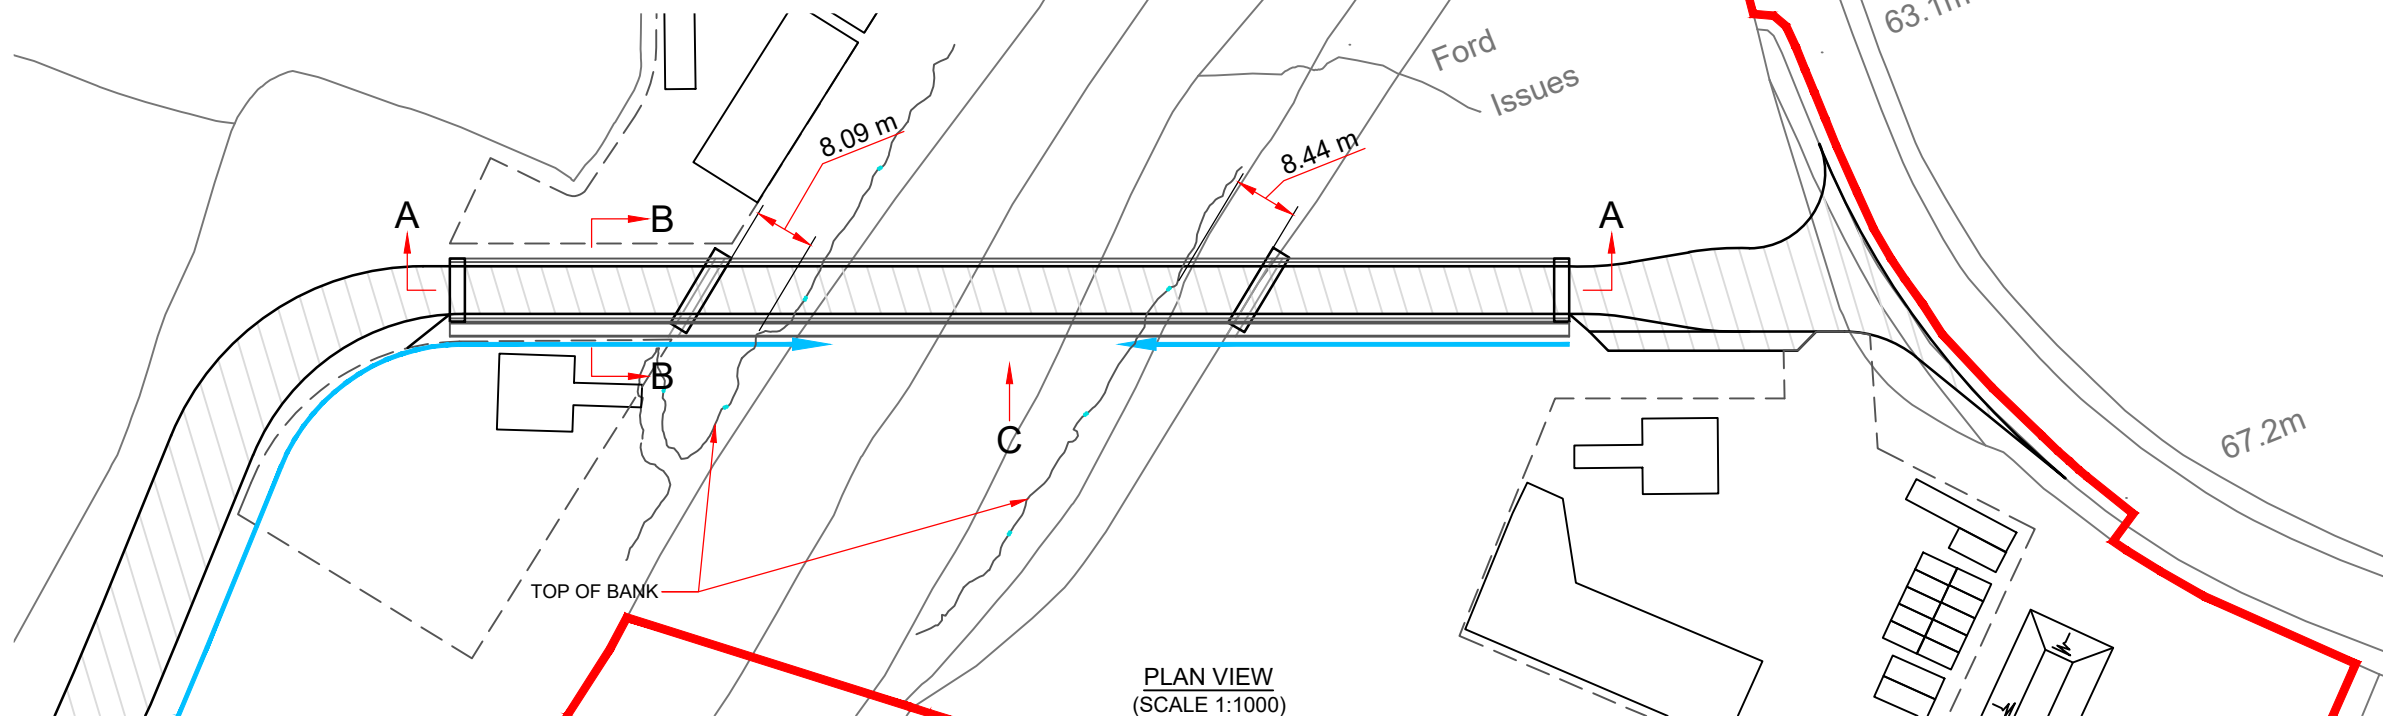 63.1m
Ford
Issues
8.09 m
8.44 m
A
B
A
B
C
67.2m
TOP OF BANK
PLAN VIEW
(SCALE 1:1000)